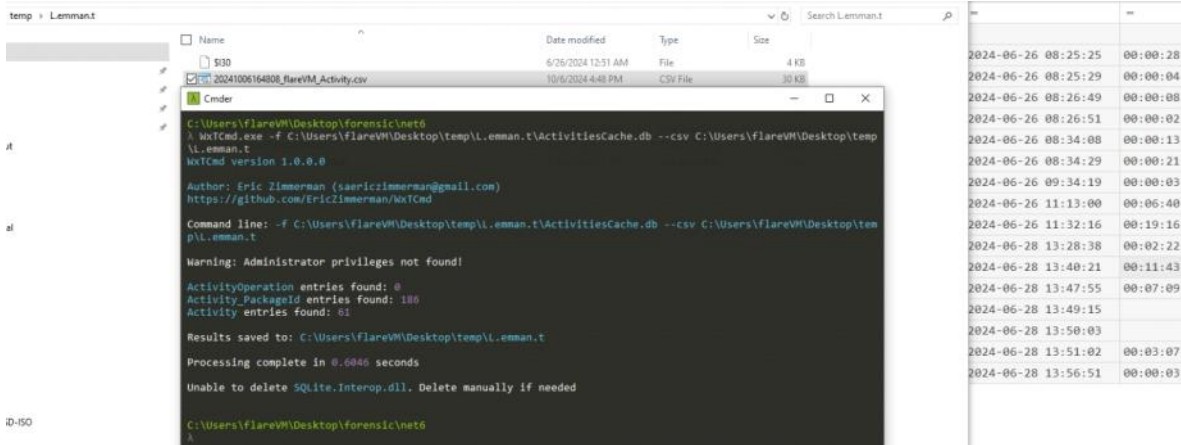 temp > L.emman.t
Search L.emman.t
Name
Date modified
Type
Size
$I30
6/26/2024 12:51 AM
File
4 KB
20241006164808_flareVM_Activity.csv
10/6/2024 4:48 PM
CSV File
30 KB
Cmder
C:\Users\flareVM\Desktop\forensic\net6
λ WxTCmd.exe -f C:\Users\flareVM\Desktop\temp\L.emman.t\ActivitiesCache.db --csv C:\Users\flareVM\Desktop\temp
\L.emman.t
WxTCmd version 1.0.0.0
Author: Eric Zimmerman (saericzimmerman@gmail.com)
https://github.com/EricZimmerman/WxTCmd
Command line: -f C:\Users\flareVM\Desktop\temp\L.emman.t\ActivitiesCache.db --csv C:\Users\flareVM\Desktop\tem
p\L.emman.t
Warning: Administrator privileges not found!
ActivityOperation entries found: 0
Activity_PackageId entries found: 186
Activity entries found: 61
Results saved to: C:\Users\flareVM\Desktop\temp\L.emman.t
Processing complete in 0.6046 seconds
Unable to delete SQLite.Interop.dll. Delete manually if needed
C:\Users\flareVM\Desktop\forensic\net6
λ
ut
al
SD-ISO
=
=
2024-06-26 08:25:25 00:00:28
2024-06-26 08:25:29 00:00:04
2024-06-26 08:26:49 00:00:08
2024-06-26 08:26:51 00:00:02
2024-06-26 08:34:08 00:00:13
2024-06-26 08:34:29 00:00:21
2024-06-26 09:34:19 00:00:03
2024-06-26 11:13:00 00:06:40
2024-06-26 11:32:16 00:19:16
2024-06-28 13:28:38 00:02:22
2024-06-28 13:40:21 00:11:43
2024-06-28 13:47:55 00:07:09
2024-06-28 13:49:15
2024-06-28 13:50:03
2024-06-28 13:51:02 00:03:07
2024-06-28 13:56:51 00:00:03